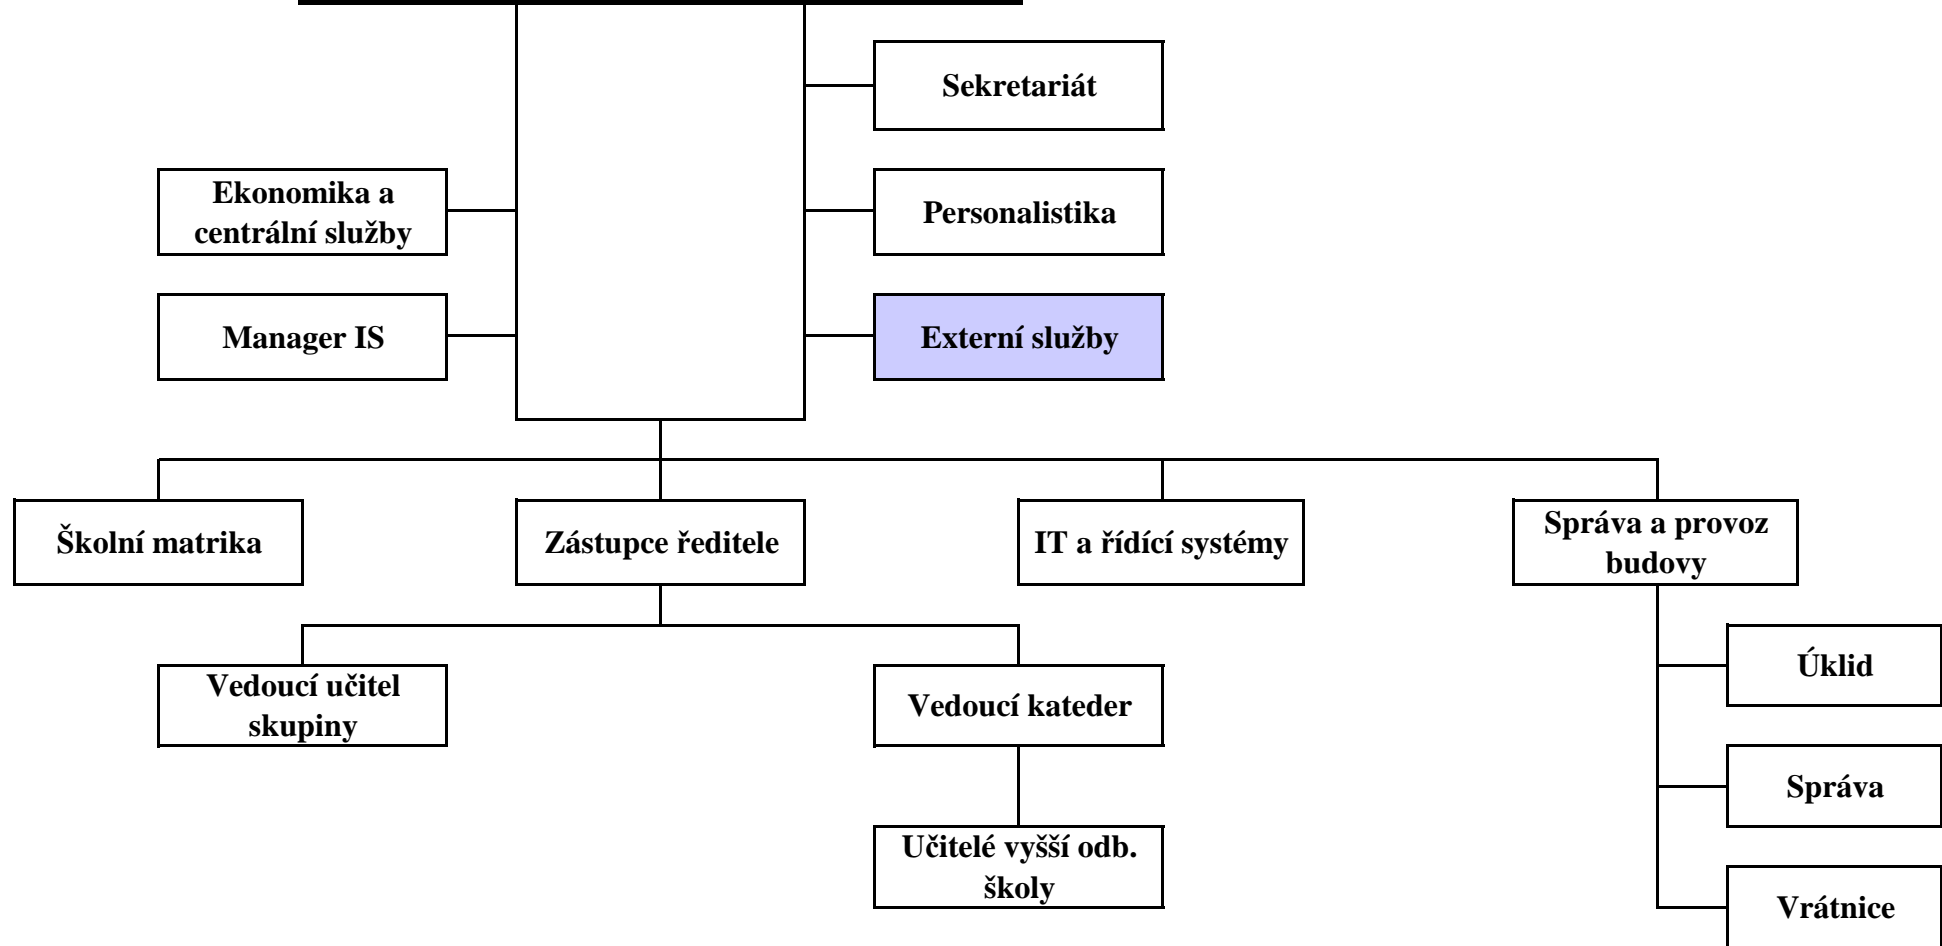 Sekretariát
Ekonomika a
centrální služby
Personalistika
Manager IS
Externí služby
Školní matrika
Zástupce ředitele
IT a řídící systémy
Správa a provoz
budovy
Vedoucí učitel
skupiny
Vedoucí kateder
Úklid
Správa
Učitelé vyšší odb.
školy
Vrátnice